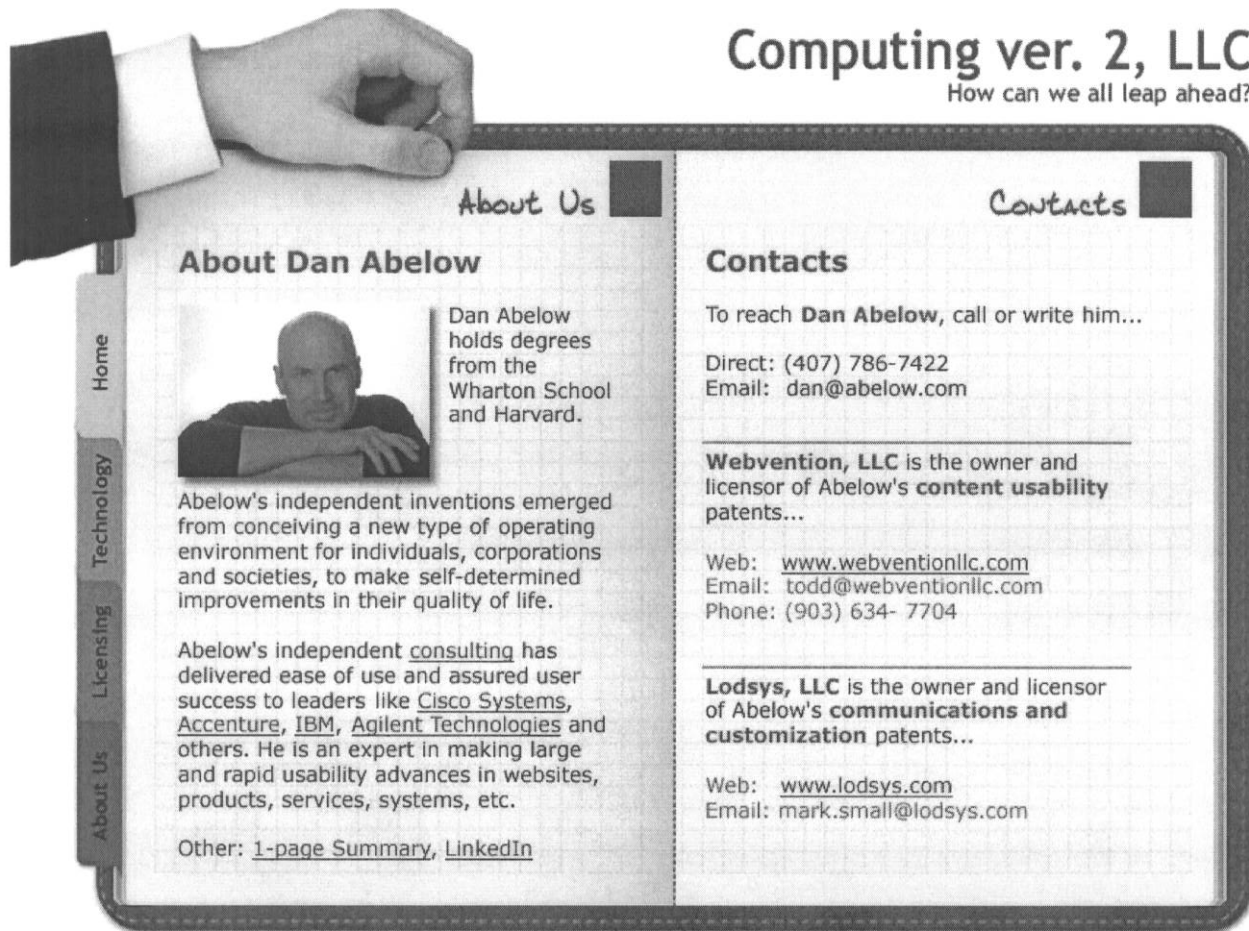 Computing ver. 2, LLC
How can we all leap ahead?
About Us
About Dan Abelow
Dan Abelow
holds degrees
from the
Wharton School
and Harvard.
Abelow's independent inventions emerged
from conceiving a new type of operating
environment for individuals, corporations
and societies, to make self-determined
improvements in their quality of life.
Abelow's independent consulting has
delivered ease of use and assured user
success to leaders like Cisco Systems,
Accenture, IBM, Agilent Technologies and
others. He is an expert in making large
and rapid usability advances in websites,
products, services, systems, etc.
Other: 1-page Summary, LinkedIn
Contacts
Contacts
To reach Dan Abelow, call or write him...
Direct: (407) 786-7422
Email: dan@abelow.com
Webvention, LLC is the owner and
licensor of Abelow's content usability
patents...
Web: www.webventionllc.com
Email: todd@webventionllc.com
Phone: (903) 634- 7704
Lodsys, LLC is the owner and licensor
of Abelow's communications and
customization patents...
Web: www.lodsys.com
Email: mark.small@lodsys.com
Home
Technology
Licensing
About Us